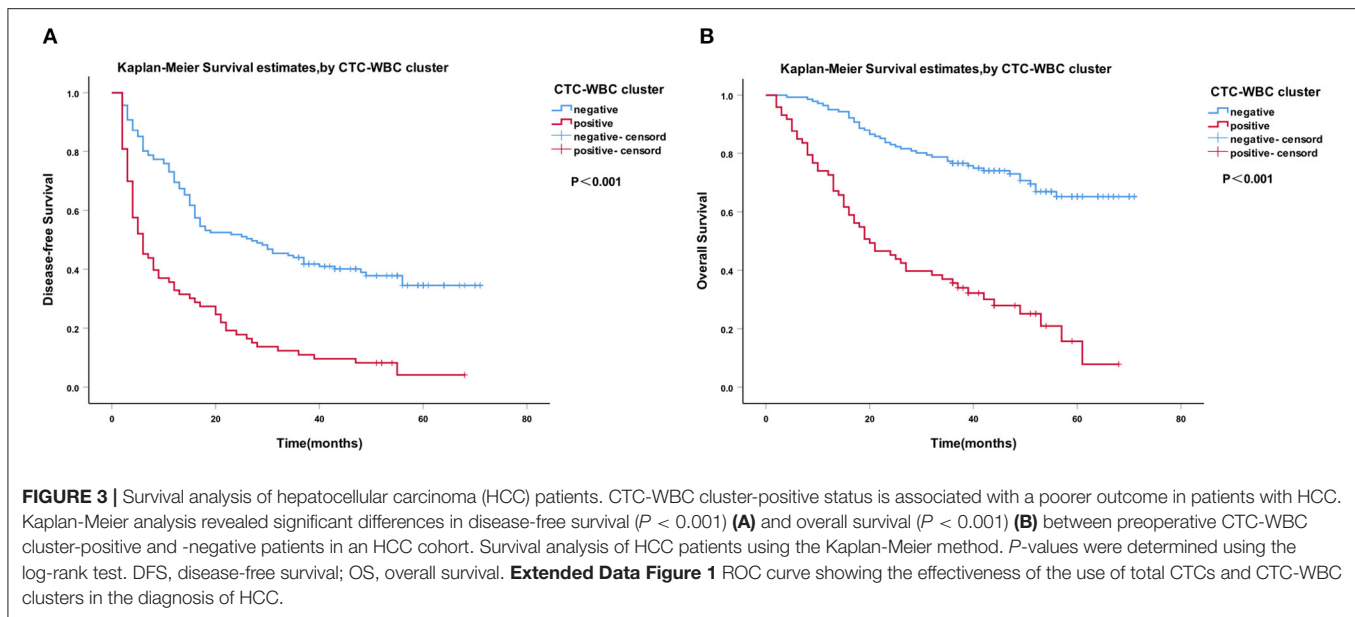 A
Kaplan-Meier Survival estimates,by CTC-WBC cluster
CTC-WBC cluster
negative
positive
negative- censord
positive- censord
P<0.001
1.0
0.8
0.6
0.4
0.2
0.0
Disease-free Survival
0 20 40 60 80
Time(months)
B
Kaplan-Meier Survival estimates,by CTC-WBC cluster
CTC-WBC cluster
negative
positive
negative- censord
positive- censord
P<0.001
1.0
0.8
0.6
0.4
0.2
0.0
Overall Survival
0 20 40 60 80
Time(months)
FIGURE 3 | Survival analysis of hepatocellular carcinoma (HCC) patients. CTC-WBC cluster-positive status is associated with a poorer outcome in patients with HCC.
Kaplan-Meier analysis revealed significant differences in disease-free survival (P < 0.001) (A) and overall survival (P < 0.001) (B) between preoperative CTC-WBC
cluster-positive and -negative patients in an HCC cohort. Survival analysis of HCC patients using the Kaplan-Meier method. P-values were determined using the
log-rank test. DFS, disease-free survival; OS, overall survival. Extended Data Figure 1 ROC curve showing the effectiveness of the use of total CTCs and CTC-WBC
clusters in the diagnosis of HCC.